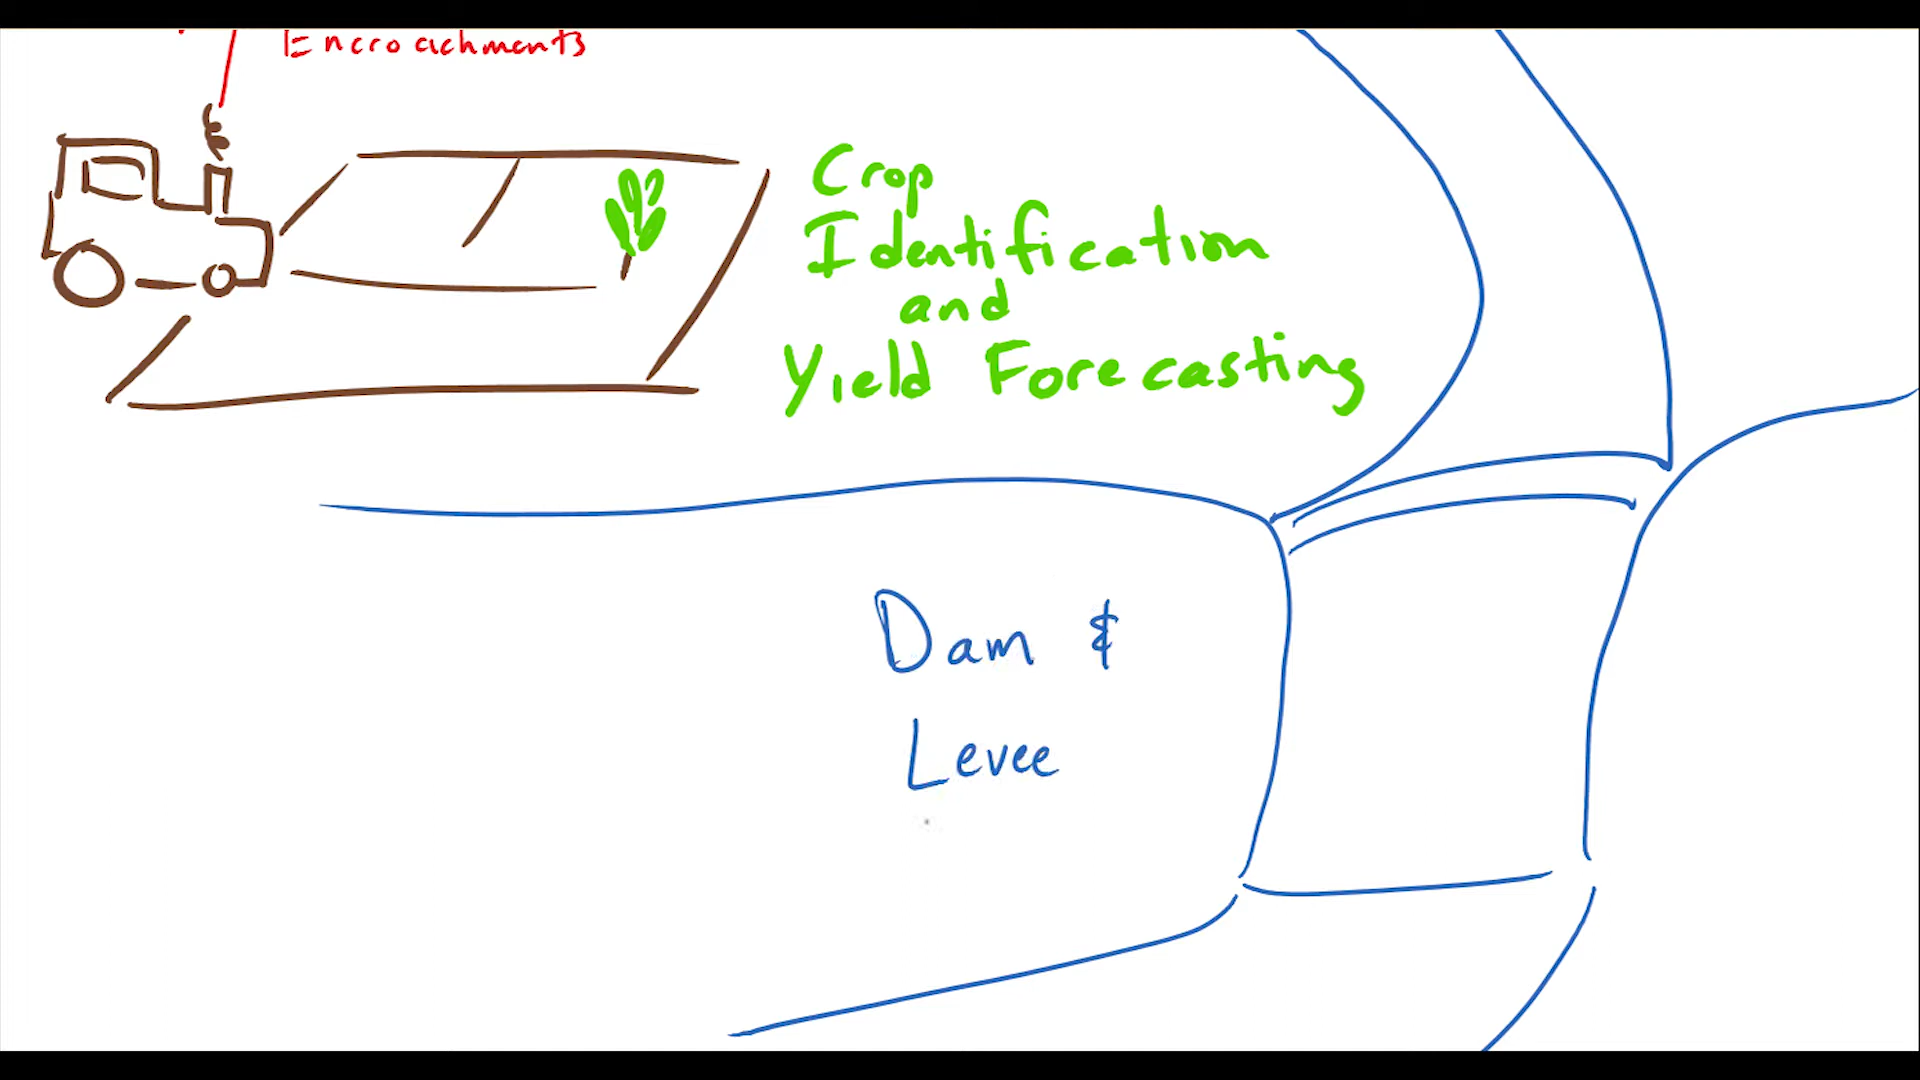 Encroachments
Crop
Identification
and
Yield Forecasting
Dam &
Levee